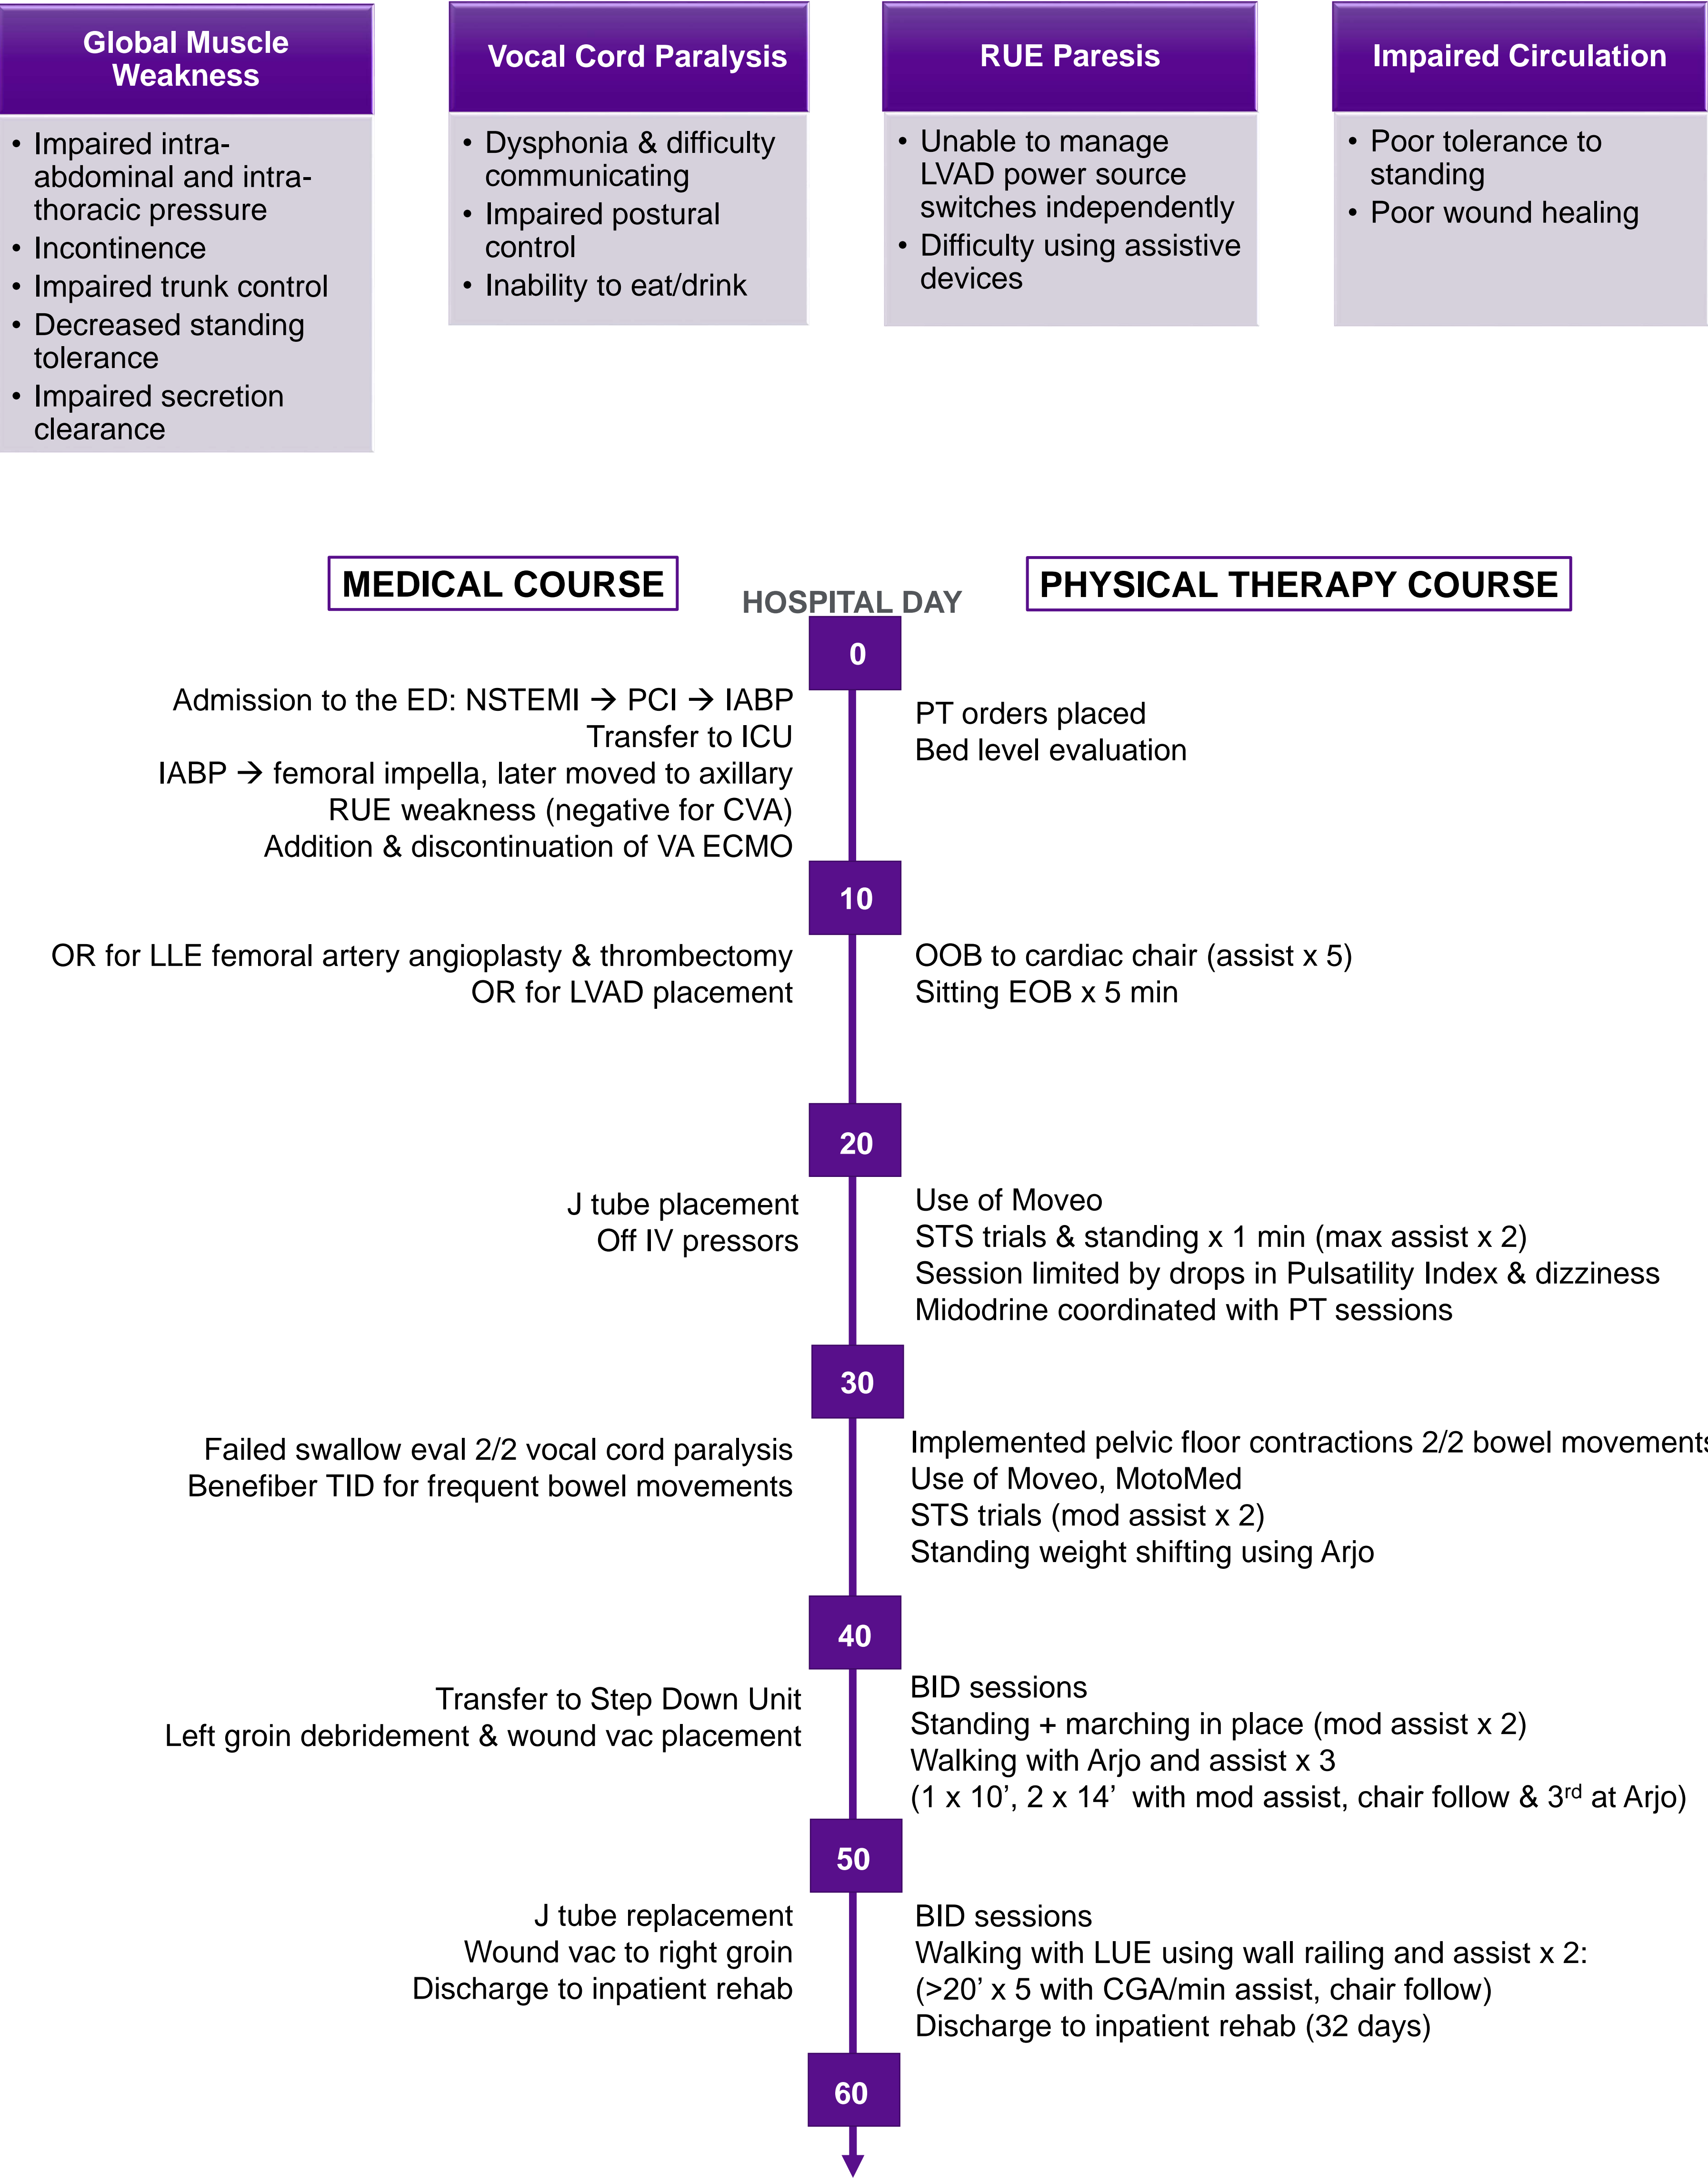 Global Muscle
Weakness
• Impaired intra-
abdominal and intra-
thoracic pressure
• Incontinence
• Impaired trunk control
• Decreased standing
tolerance
• Impaired secretion
clearance
Vocal Cord Paralysis
• Dysphonia & difficulty
communicating
• Impaired postural
control
• Inability to eat/drink
RUE Paresis
• Unable to manage
LVAD power source
switches independently
• Difficulty using assistive
devices
Impaired Circulation
• Poor tolerance to
standing
• Poor wound healing
MEDICAL COURSE
HOSPITAL DAY
PHYSICAL THERAPY COURSE
0
Admission to the ED: NSTEMI → PCI → IABP
Transfer to ICU
IABP → femoral impella, later moved to axillary
RUE weakness (negative for CVA)
Addition & discontinuation of VA ECMO
PT orders placed
Bed level evaluation
10
OR for LLE femoral artery angioplasty & thrombectomy
OR for LVAD placement
OOB to cardiac chair (assist x 5)
Sitting EOB x 5 min
20
J tube placement
Off IV pressors
Use of Moveo
STS trials & standing x 1 min (max assist x 2)
Session limited by drops in Pulsatility Index & dizziness
Midodrine coordinated with PT sessions
30
Failed swallow eval 2/2 vocal cord paralysis
Benefiber TID for frequent bowel movements
Implemented pelvic floor contractions 2/2 bowel movements
Use of Moveo, MotoMed
STS trials (mod assist x 2)
Standing weight shifting using Arjo
40
Transfer to Step Down Unit
Left groin debridement & wound vac placement
BID sessions
Standing + marching in place (mod assist x 2)
Walking with Arjo and assist x 3
(1 x 10’, 2 x 14’ with mod assist, chair follow & 3rd at Arjo)
50
J tube replacement
Wound vac to right groin
Discharge to inpatient rehab
BID sessions
Walking with LUE using wall railing and assist x 2:
(>20’ x 5 with CGA/min assist, chair follow)
Discharge to inpatient rehab (32 days)
60